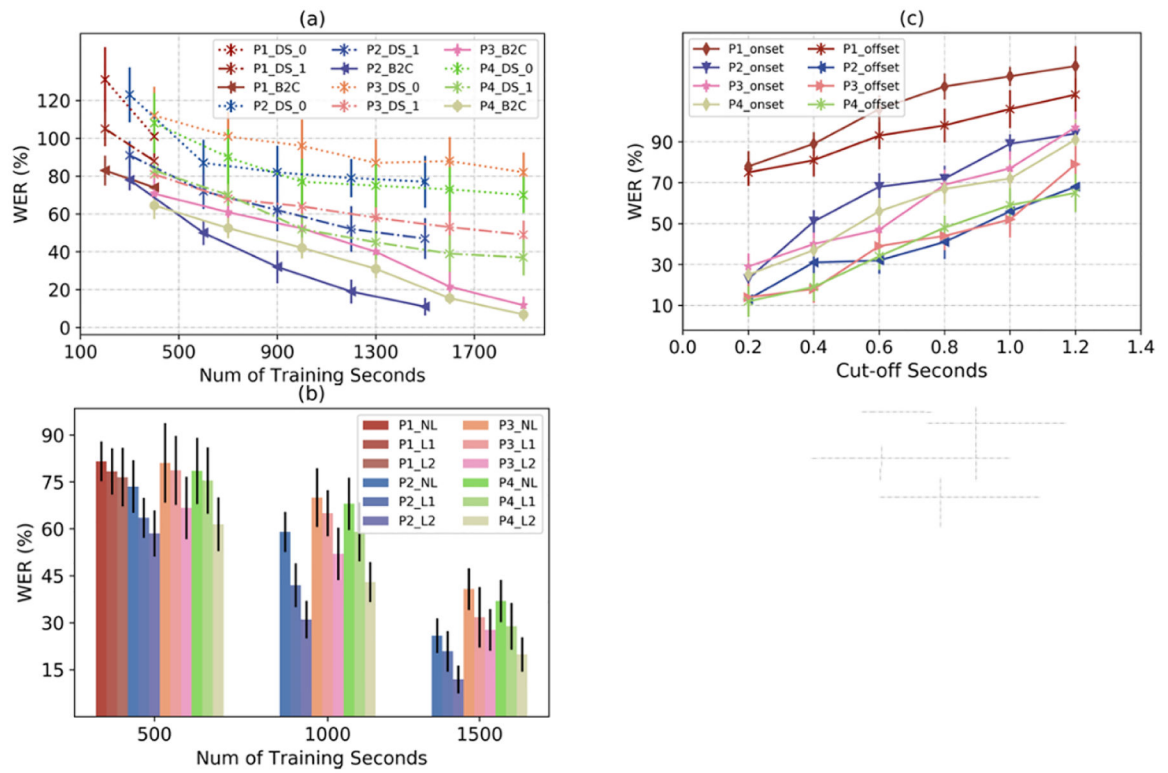 (a)
P1_DS_0 P2_DS_1 P3_B2C
P1_DS_1 P2_B2C P4_DS_0
P1_B2C P3_DS_0 P4_DS_1
P2_DS_0 P3_DS_1 P4_B2C
WER (%)
120
100
80
60
40
20
0
100 500 900 1300 1700
Num of Training Seconds
(c)
P1_onset P1_offset
P2_onset P2_offset
P3_onset P3_offset
P4_onset P4_offset
WER (%)
90
70
50
30
10
0.0 0.2 0.4 0.6 0.8 1.0 1.2 1.4
Cut-off Seconds
(b)
P1_NL P3_NL
P1_L1 P3_L1
P1_L2 P3_L2
P2_NL P4_NL
P2_L1 P4_L1
P2_L2 P4_L2
WER (%)
90
75
60
45
30
15
500 1000 1500
Num of Training Seconds